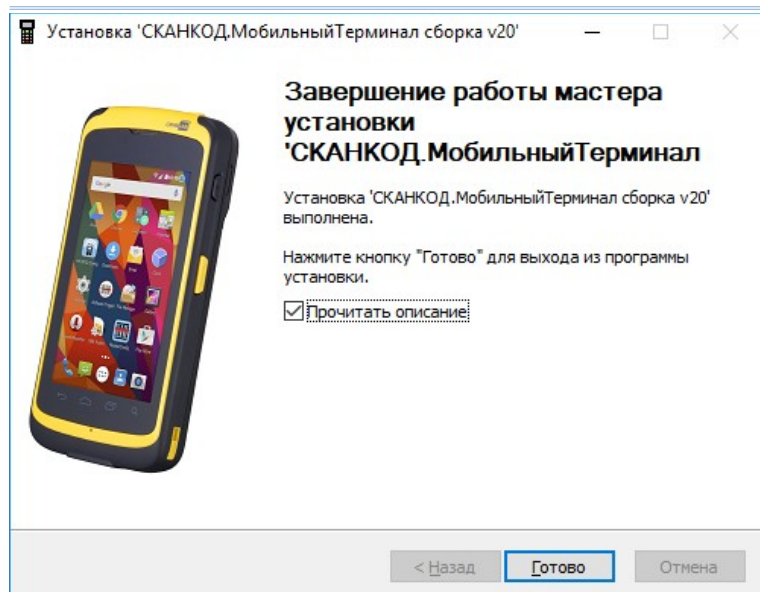 Установка 'СКАНКОД.МобильныйТерминал сборка v20'
Завершение работы мастера
установки
'СКАНКОД.МобильныйТерминал
Установка 'СКАНКОД.МобильныйТерминал сборка v20'
выполнена.
Нажмите кнопку "Готово" для выхода из программы
установки.
Прочитать описание
< Назад
Готово
Отмена